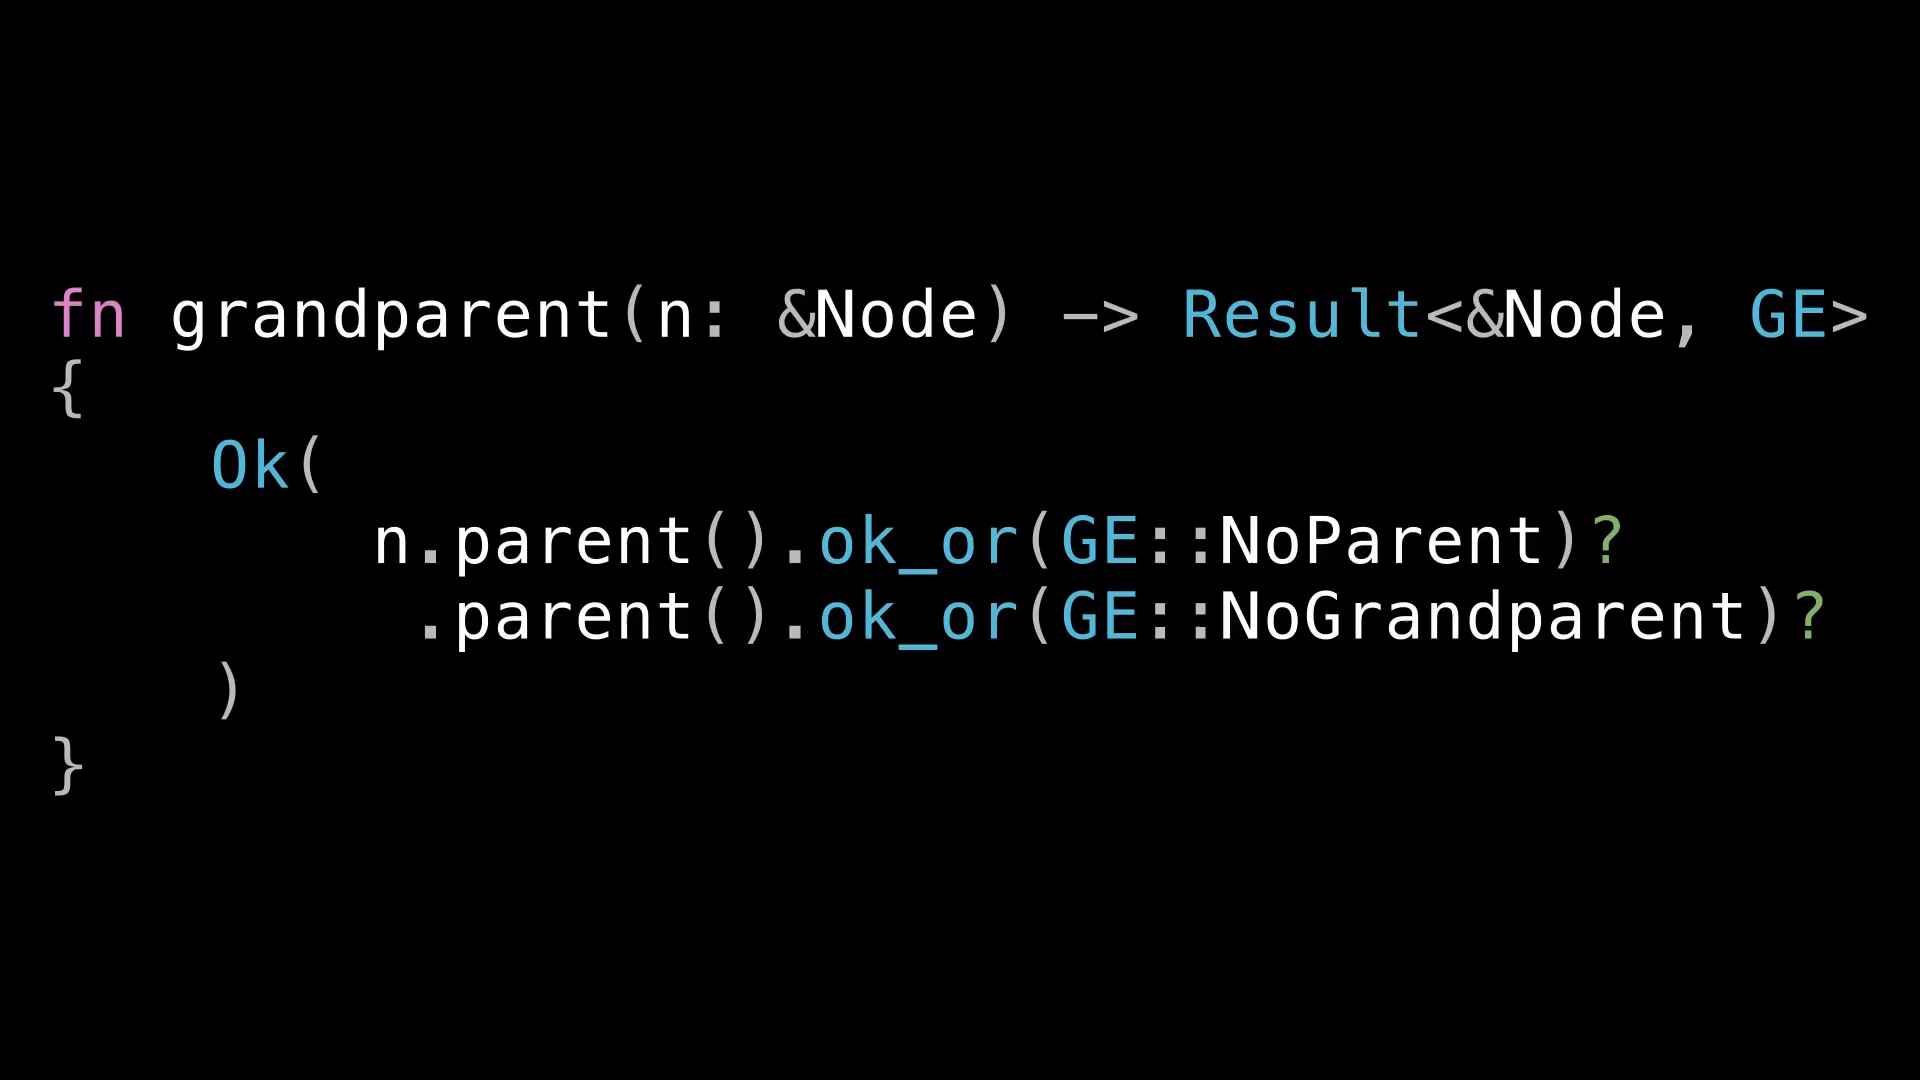 fn grandparent(n: &Node) -> Result<&Node, GE>
{
    Ok(
        n.parent().ok_or(GE::NoParent)?
         .parent().ok_or(GE::NoGrandparent)?
    )
}